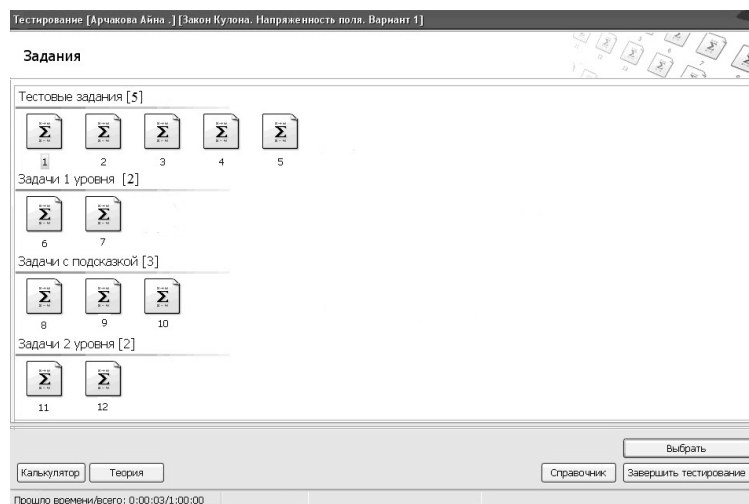 Тестирование [Арчакова Айна .] [Закон Кулона. Напряженность поля. Вариант 1]
Задания
Тестовые задания [5]
1 2 3 4 5
Задачи 1 уровня [2]
6 7
Задачи с подсказкой [3]
8 9 10
Задачи 2 уровня [2]
11 12
Выбрать
Калькулятор Теория Справочник Завершить тестирование
Прошло времени/всего: 0:00:03/1:00:00